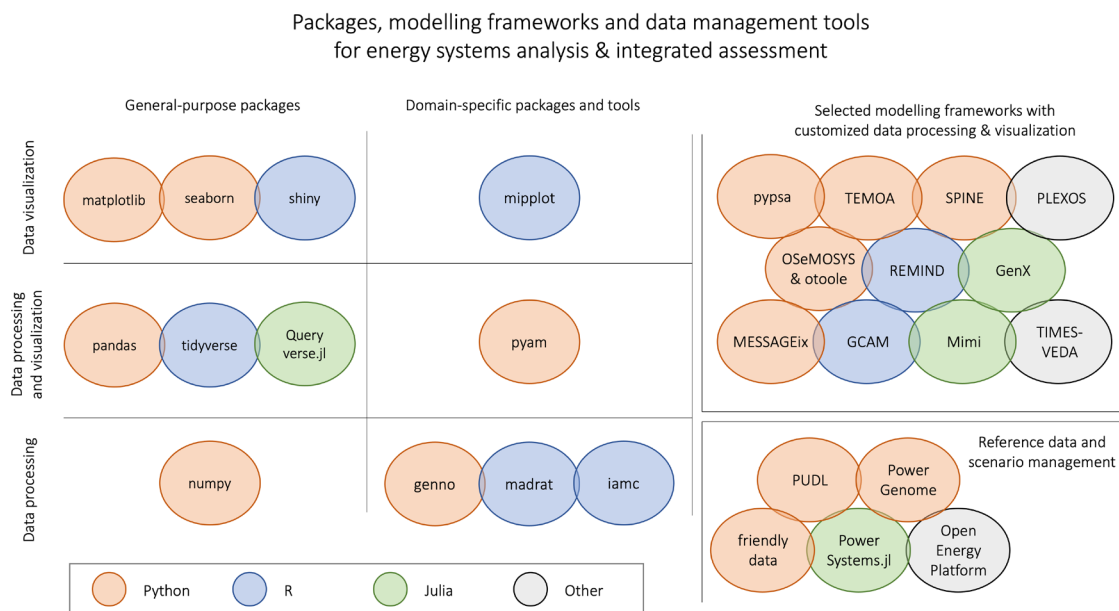 Packages, modelling frameworks and data management tools
for energy systems analysis & integrated assessment
General-purpose packages
Domain-specific packages and tools
Selected modelling frameworks with
customized data processing & visualization
Data visualization
matplotlib
seaborn
shiny
mipplot
pypsa
TEMOA
SPINE
PLEXOS
OSeMOSYS
& otoole
REMIND
GenX
MESSAGEix
GCAM
Mimi
TIMES-
VEDA
Data processing
and visualization
pandas
tidyverse
Query
verse.jl
pyam
Data processing
numpy
genno
madrat
iamc
Reference data and
scenario management
PUDL
Power
Genome
friendly
data
Power
Systems.jl
Open
Energy
Platform
Python
R
Julia
Other